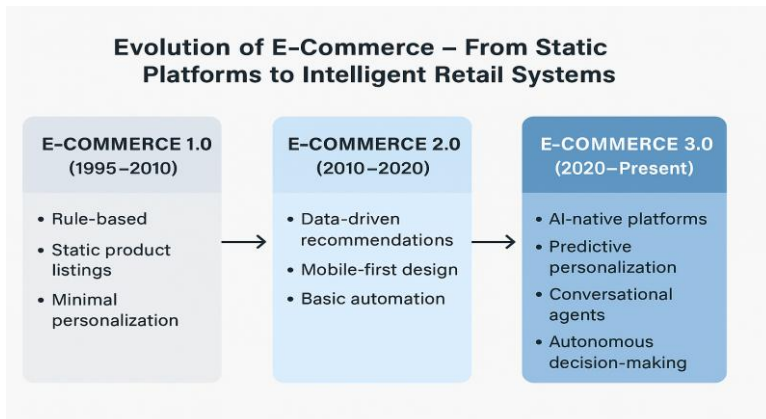 Evolution of E-Commerce – From Static
Platforms to Intelligent Retail Systems
E-COMMERCE 1.0
(1995–2010)
• Rule-based
• Static product
listings
• Minimal
personalization
E-COMMERCE 2.0
(2010–2020)
• Data-driven
recommendations
• Mobile-first design
• Basic automation
E-COMMERCE 3.0
(2020–Present)
• AI-native platforms
• Predictive
personalization
• Conversational
agents
• Autonomous
decision-making